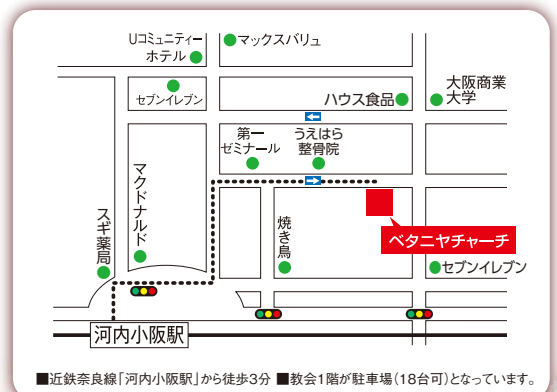 Uコミュニティー
ホテル
マックスバリュ
セブンイレブン
ハウス食品
大阪商業
大学
第一
ゼミナール
うえはら
整骨院
マクドナルド
スギ薬局
焼き鳥
ベタニヤチャーチ
セブンイレブン
河内小阪駅
■近鉄奈良線「河内小阪駅」から徒歩3分 ■教会1階が駐車場(18台可)となっています。